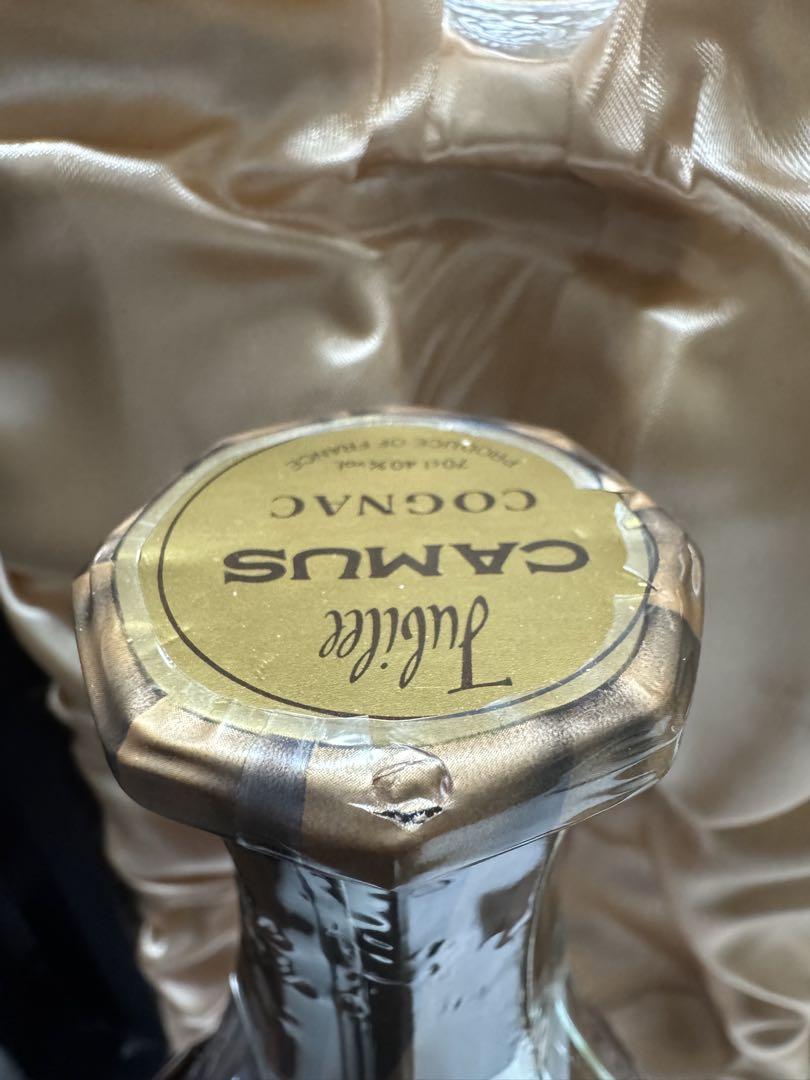 Jubilee
CAMUS
COGNAC
70cl 40%vol.
PRODUCE OF FRANCE